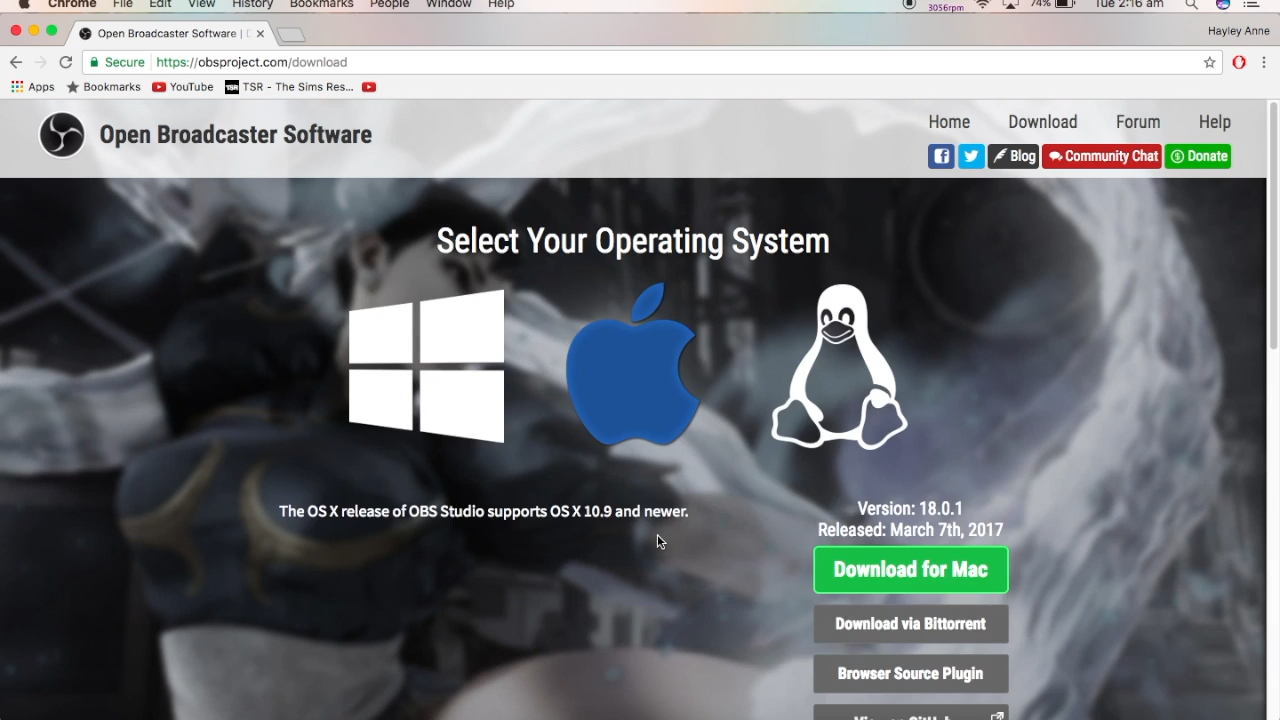 Chrome File Edit View History Bookmarks People Window Help 3056rpm 74% Tue 2:16 am
Open Broadcaster Software | Hayley Anne
Secure https://obsproject.com/download
Apps Bookmarks YouTube TSR TSR - The Sims Res...
Open Broadcaster Software
Home Download Forum Help
Blog Community Chat Donate
Select Your Operating System
The OS X release of OBS Studio supports OS X 10.9 and newer.
Version: 18.0.1
Released: March 7th, 2017
Download for Mac
Download via Bittorrent
Browser Source Plugin
View on GitHub